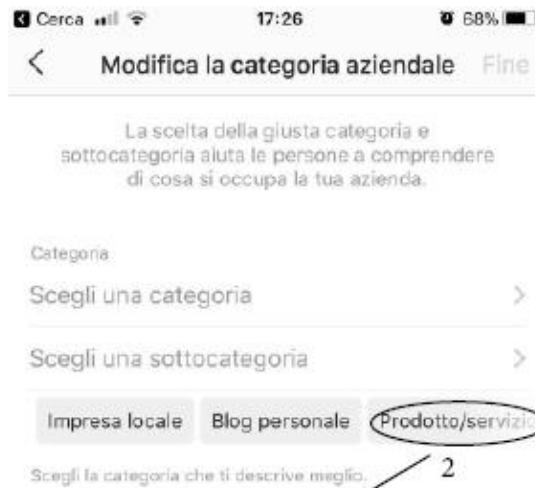 Cerca 17:26 68%
Modifica la categoria aziendale Fine
La scelta della giusta categoria e
sottocategoria aiuta le persone a comprendere
di cosa si occupa la tua azienda.
Categoria
Scegli una categoria
Scegli una sottocategoria
Impresa locale Blog personale Prodotto/servizio
Scegli la categoria che ti descrive meglio.
2